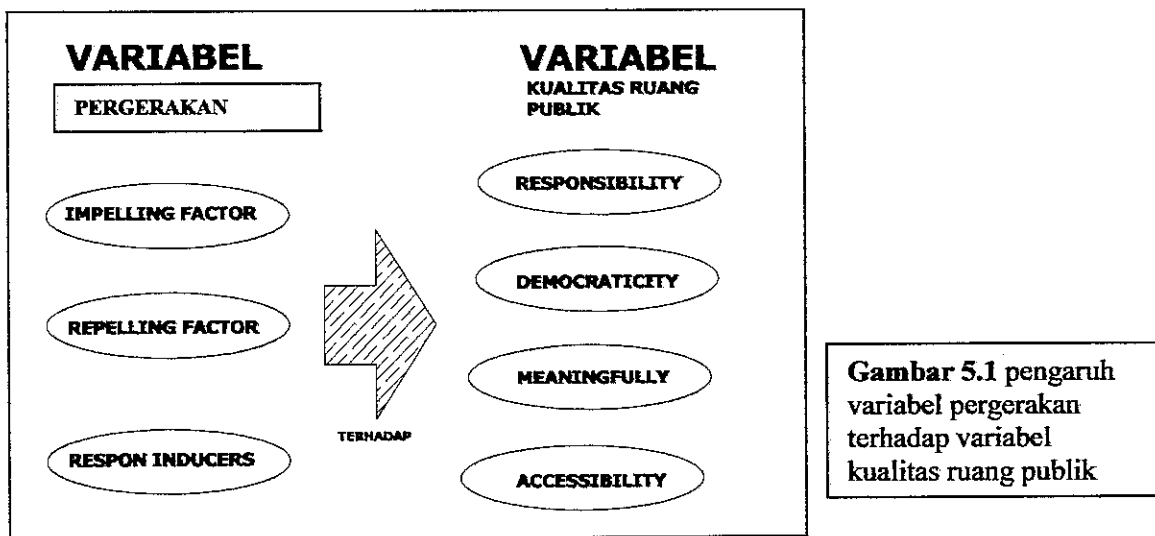 VARIABEL
PERGERAKAN
IMPELLING FACTOR
REPELLING FACTOR
RESPON INDUCERS
TERHADAP
VARIABEL
KUALITAS RUANG
PUBLIK
RESPONSIBILITY
DEMOCRATICITY
MEANINGFULLY
ACCESSIBILITY
Gambar 5.1 pengaruh
variabel pergerakan
terhadap variabel
kualitas ruang publik